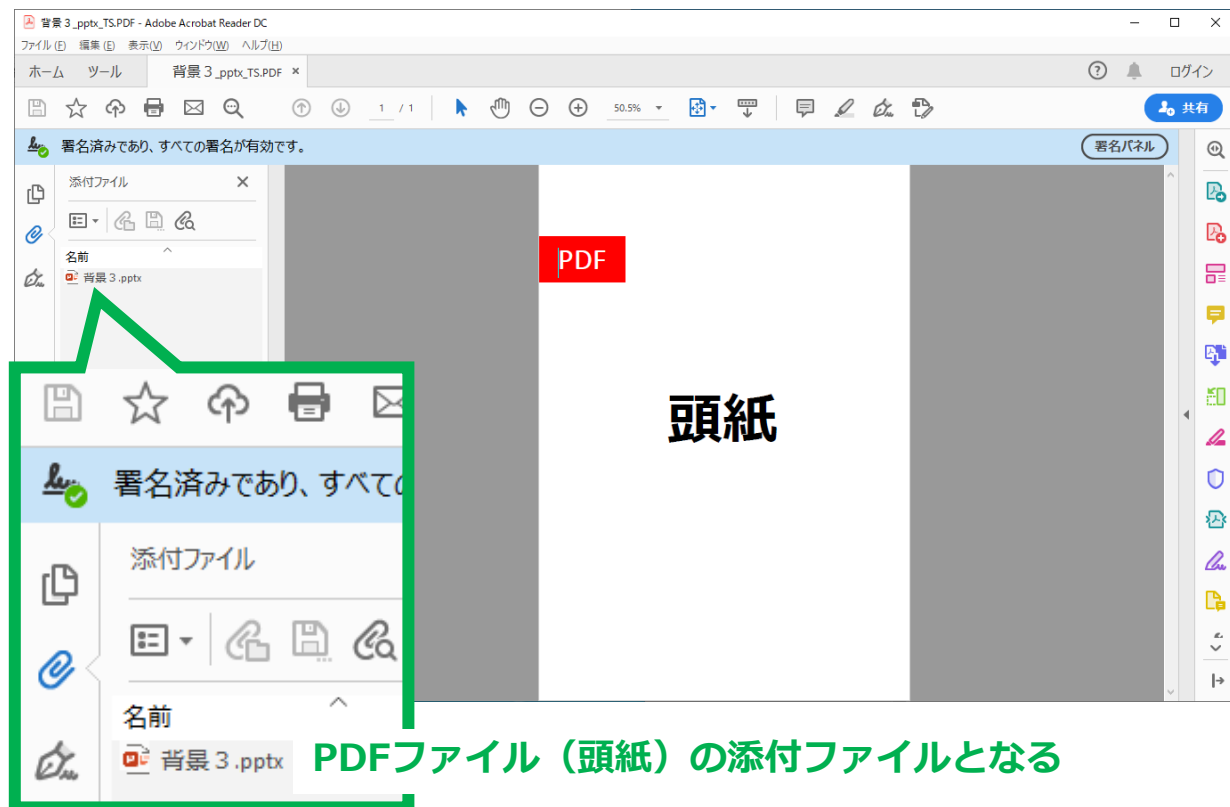 背景３_pptx_TS.PDF - Adobe Acrobat Reader DC
ファイル(F) 編集(E) 表示(V) ウィンドウ(W) ヘルプ(H)
ホーム ツール 背景３_pptx_TS.PDF × ログイン
1 / 1 50.5% 共有
署名済みであり、すべての署名が有効です。 署名パネル
添付ファイル
名前
背景３.pptx
PDF
頭紙
署名済みであり、すべての
添付ファイル
名前
背景３.pptx
PDFファイル（頭紙）の添付ファイルとなる